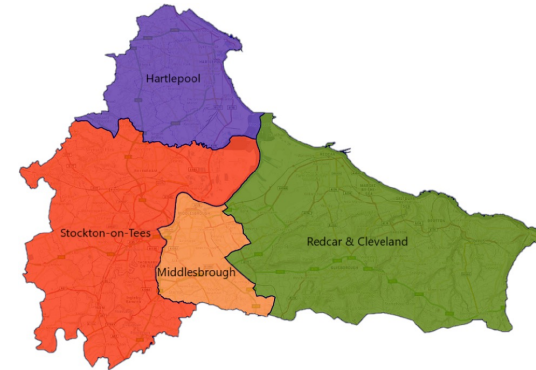 Hartlepool
Stockton-on-Tees
Redcar & Cleveland
Middlesbrough